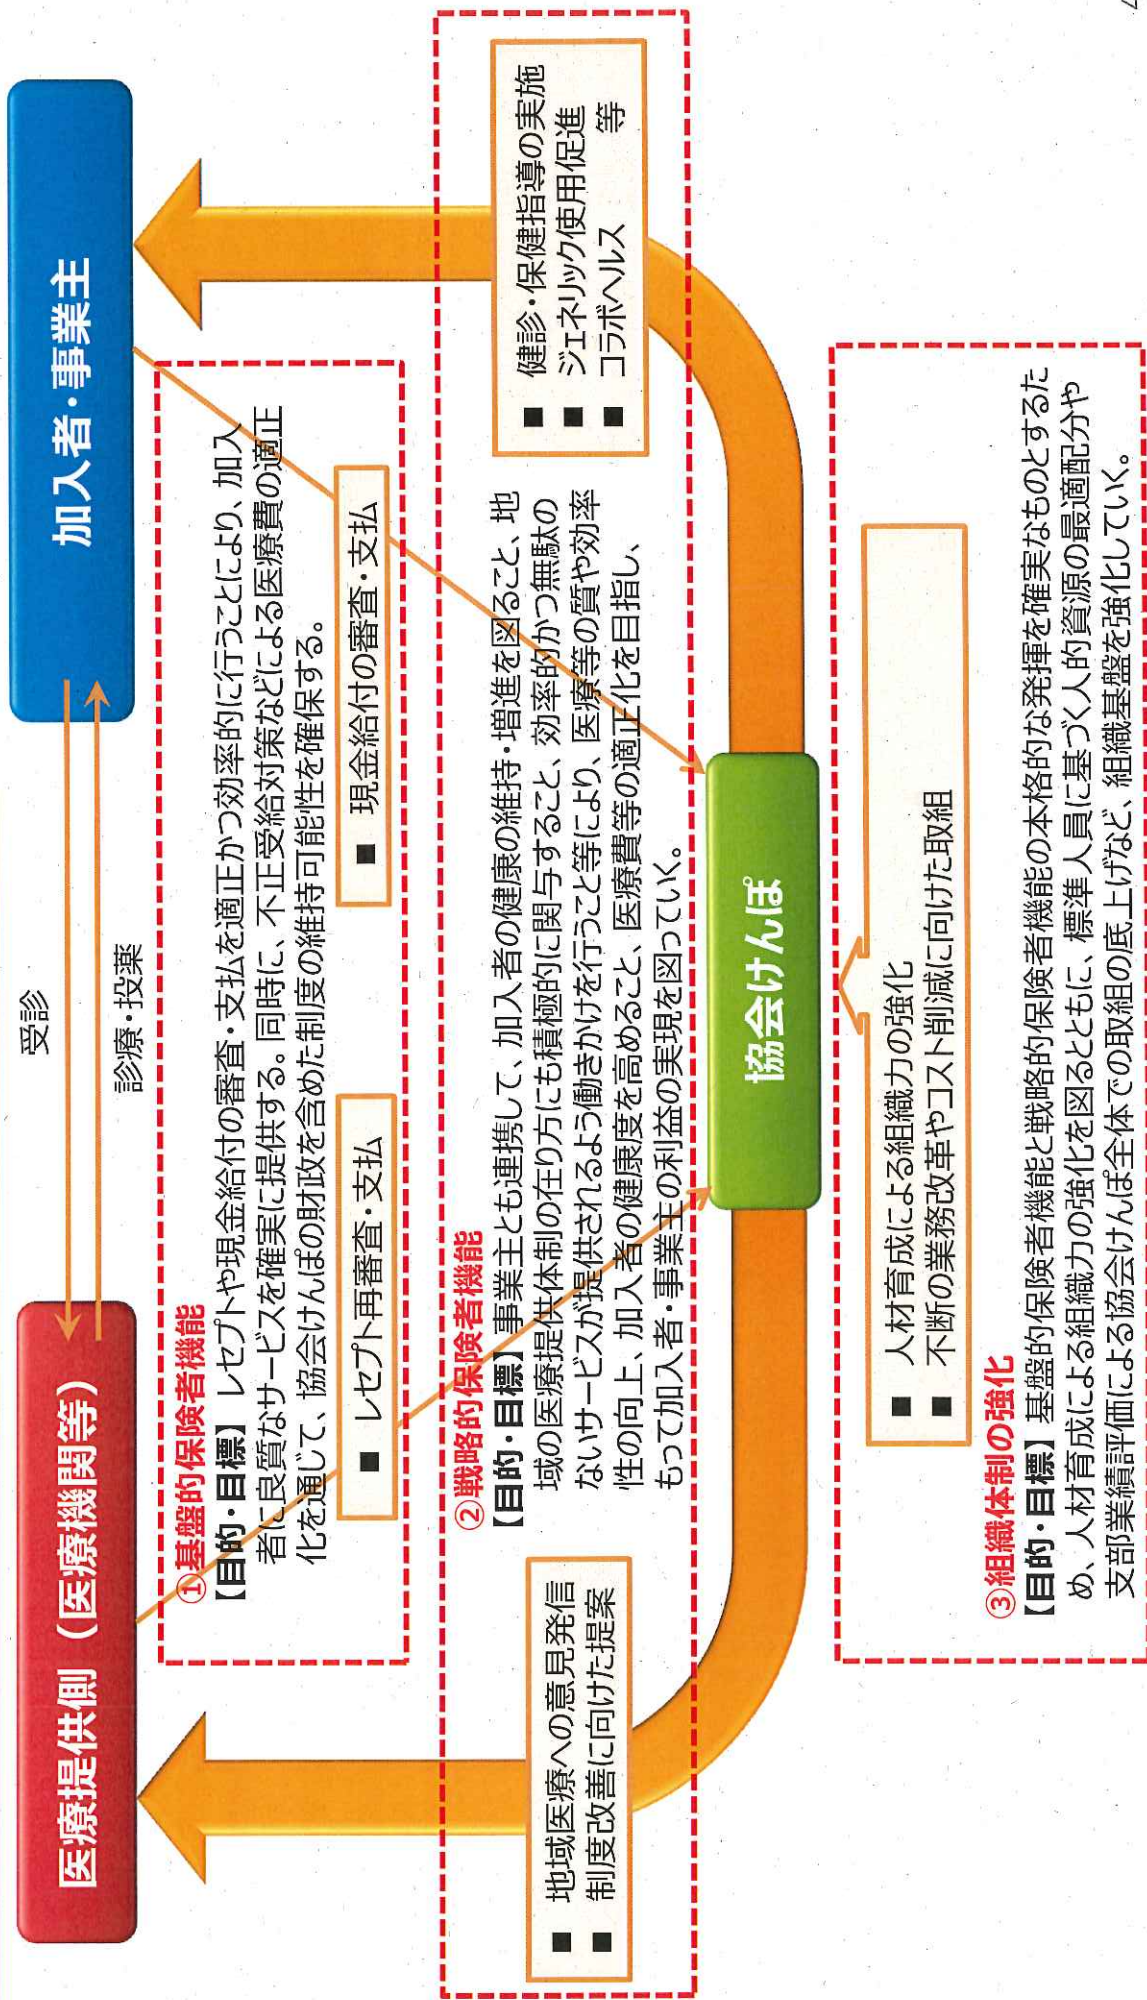 医療提供側（医療機関等）
受診
診療・投薬
加入者・事業主
①基盤的保険者機能
【目的・目標】レセプトや現金給付の審査・支払を適正かつ効率的に行うことにより、加入
者に良質なサービスを確実に提供する。同時に、不正受給対策などによる医療費の適正
化を通じて、協会けんぽの財政を含めた制度の維持可能性を確保する。
■ レセプト再審査・支払
■ 現金給付の審査・支払
②戦略的保険者機能
【目的・目標】事業主とも連携して、加入者の健康の維持・増進を図ること、地
域の医療提供体制の在り方にも積極的に関与すること、効率的かつ無駄の
ないサービスが提供されるよう働きかけを行うこと等により、医療等の質や効率
性の向上、加入者の健康度を高めること、医療費等の適正化を目指し、
もって加入者・事業主の利益の実現を図っていく。
■ 地域医療への意見発信
■ 制度改善に向けた提案
■ 健診・保健指導の実施
■ ジェネリック使用促進
■ コラボヘルス 等
協会けんぽ
■ 人材育成による組織力の強化
■ 不断の業務改革やコスト削減に向けた取組
③組織体制の強化
【目的・目標】基盤的保険者機能と戦略的保険者機能の本格的な発揮を確実なものとするた
め、人材育成による組織力の強化を図るとともに、標準人員に基づく人的資源の最適配分や
支部業績評価による協会けんぽ全体での取組の底上げなど、組織基盤を強化していく。